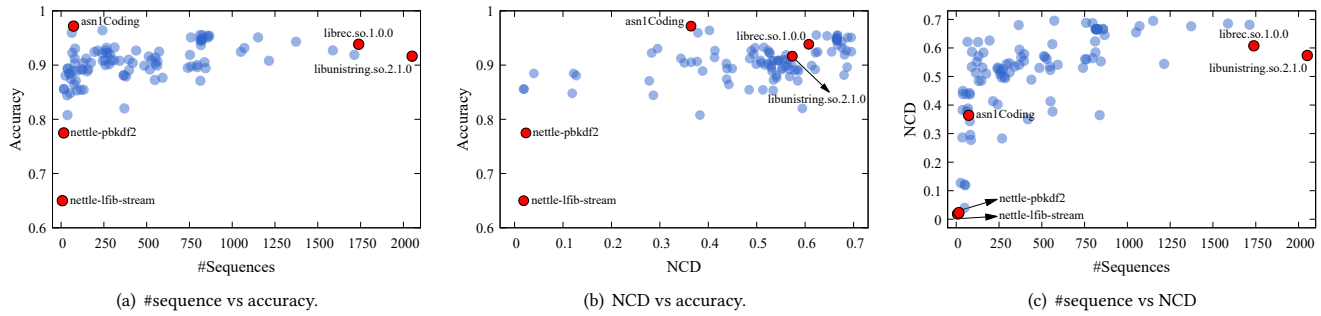 1
0.9
0.8
0.7
0.6
Accuracy
asn1Coding
librec.so.1.0.0
libunistring.so.2.1.0
nettle-pbkdf2
nettle-lfib-stream
0 250 500 750 1000 1250 1500 1750 2000
#Sequences
(a) #sequence vs accuracy.
1
0.9
0.8
0.7
0.6
Accuracy
asn1Coding
librec.so.1.0.0
libunistring.so.2.1.0
nettle-pbkdf2
nettle-lfib-stream
0 0.1 0.2 0.3 0.4 0.5 0.6 0.7
NCD
(b) NCD vs accuracy.
0.7
0.6
0.5
0.4
0.3
0.2
0.1
0
NCD
librec.so.1.0.0
libunistring.so.2.1.0
asn1Coding
nettle-pbkdf2
nettle-lfib-stream
0 250 500 750 1000 1250 1500 1750 2000
#Sequences
(c) #sequence vs NCD